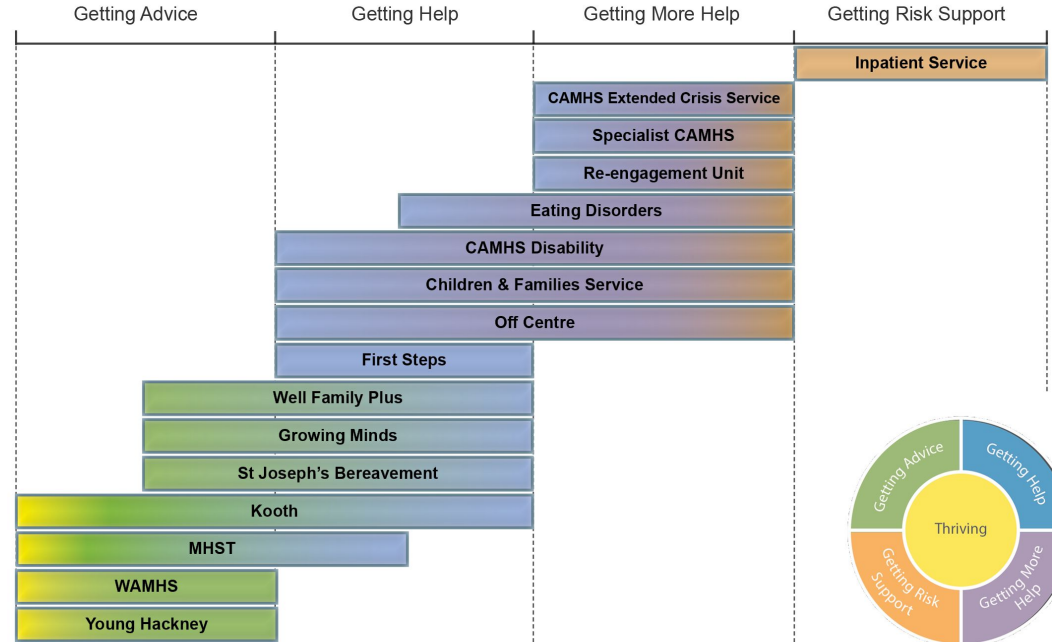 Getting Advice
Getting Help
Getting More Help
Getting Risk Support
Inpatient Service
CAMHS Extended Crisis Service
Specialist CAMHS
Re-engagement Unit
Eating Disorders
CAMHS Disability
Children & Families Service
Off Centre
First Steps
Well Family Plus
Growing Minds
St Joseph’s Bereavement
Kooth
MHST
WAMHS
Young Hackney
Getting Advice
Getting Help
Thriving
Getting Risk
Support
Getting More
Help